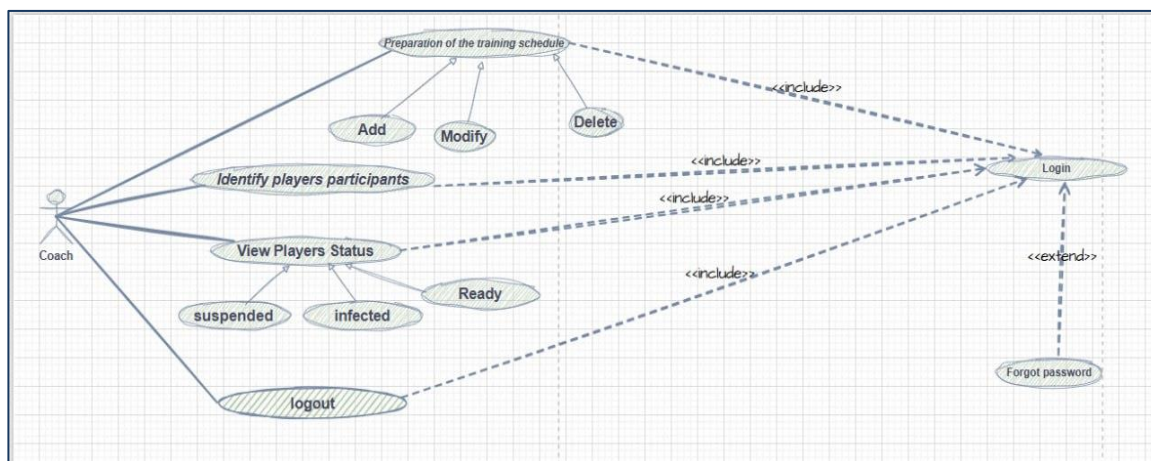 Preparation of the training schedule
<<include>>
Add
Modify
Delete
<<include>>
Login
Identify players participants
<<include>>
View Players Status
Coach
<<extend>>
<<include>>
Ready
suspended
infected
Forgot password
logout